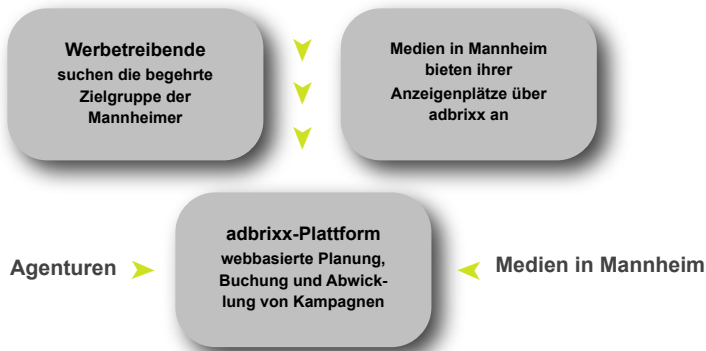 Werbetreibende
suchen die begehrte
Zielgruppe der
Mannheimer
Medien in Mannheim
bieten ihrer
Anzeigenplätze über
adbrixx an
adbrixx-Plattform
webbasierte Planung,
Buchung und Abwick-
lung von Kampagnen
Agenturen
Medien in Mannheim